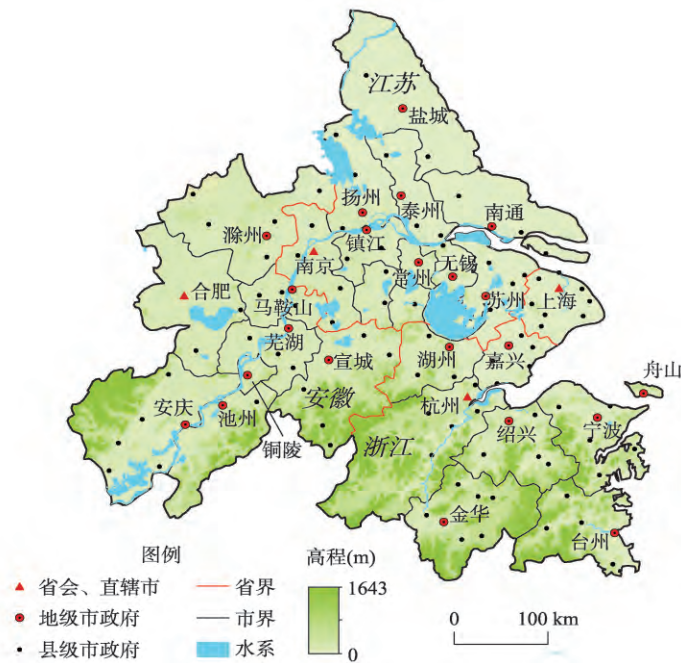 江苏
盐城
扬州
泰州
南通
滁州
镇江
南京
常州
无锡
合肥
马鞍山
苏州
上海
芜湖
宣城
湖州
嘉兴
舟山
安庆
池州
安徽
杭州
绍兴
宁波
铜陵
浙江
金华
台州
图例
高程(m)
省会、直辖市
省界
1643
地级市政府
市界
0 100 km
县级市政府
水系
0